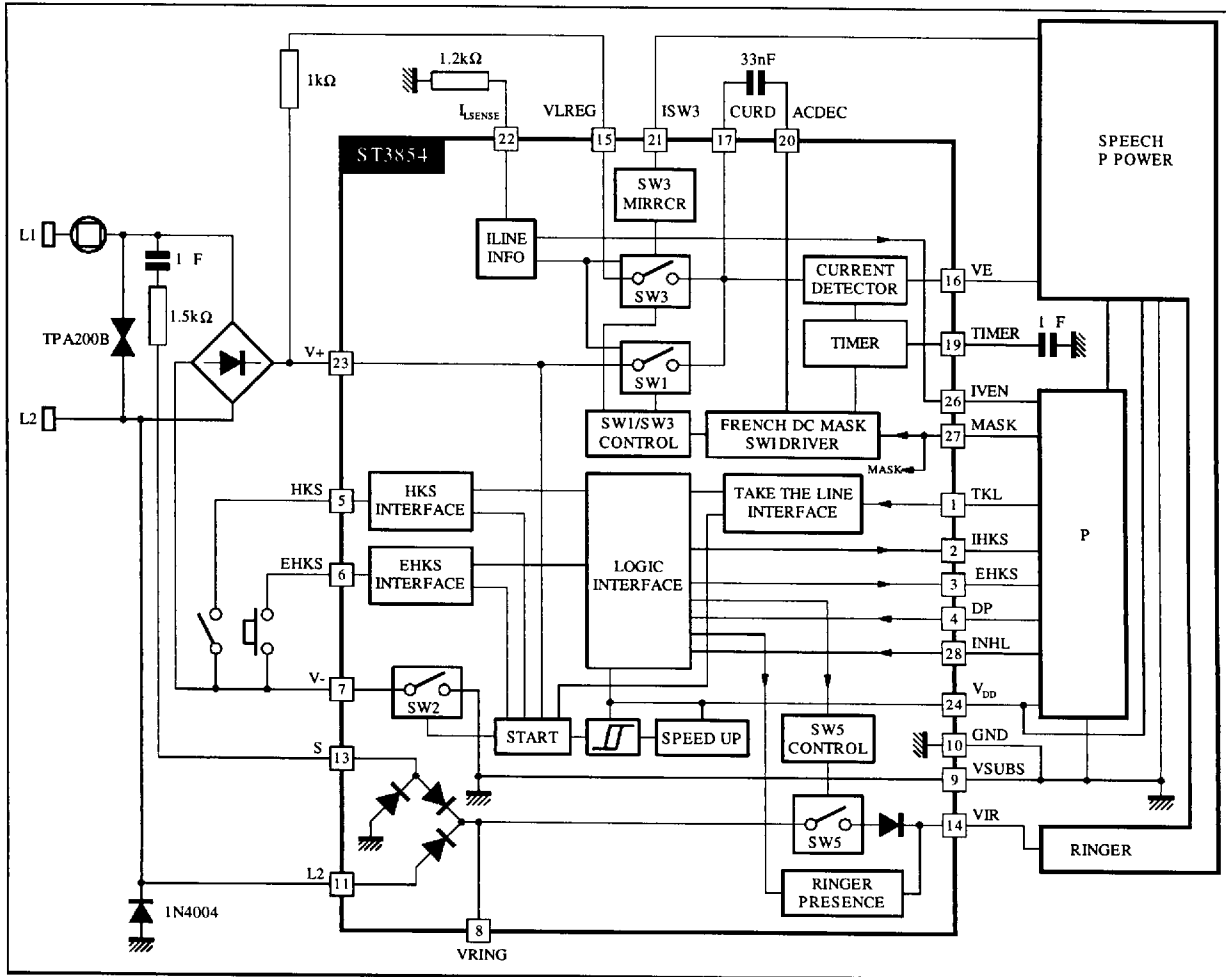 1.2kΩ
33nF
1kΩ
I_LSENSE
VLREG
ISW3
CURD
ACDEC
SPEECH
P POWER
22
15
21
17
20
ST3854
SW3
MIRRCR
L1
1 F
ILINE
INFO
SW3
CURRENT
DETECTOR
16
VE
1.5kΩ
TPA200B
TIMER
19
TIMER
1 F
V+
23
SW1
26
IVEN
L2
SW1/SW3
CONTROL
FRENCH DC MASK
SWIDRIVER
27
MASK
MASK
HKS
5
HKS
INTERFACE
TAKE THE LINE
INTERFACE
1
TKL
P
2
IHKS
EHKS
6
EHKS
INTERFACE
LOGIC
INTERFACE
3
EHKS
4
DP
28
INHL
V-
7
SW2
24
V_DD
START
SPEED UP
SW5
CONTROL
10
GND
S
13
9
VSUBS
SW5
14
VIR
RINGER
L2
11
RINGER
PRESENCE
1N4004
8
VRING